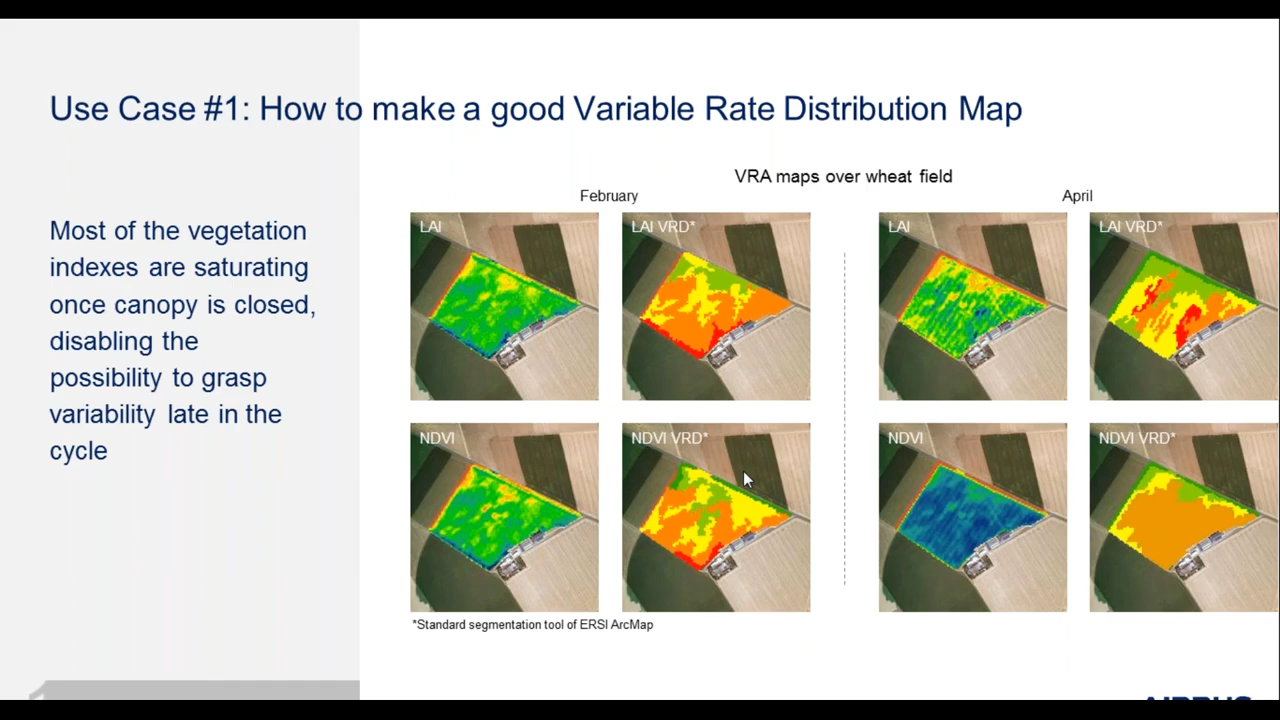 Use Case #1: How to make a good Variable Rate Distribution Map
Most of the vegetation
indexes are saturating
once canopy is closed,
disabling the
possibility to grasp
variability late in the
cycle
VRA maps over wheat field
February
April
LAI
LAI VRD*
LAI
LAI VRD*
NDVI
NDVI VRD*
NDVI
NDVI VRD*
*Standard segmentation tool of ERSI ArcMap
AIRBUS